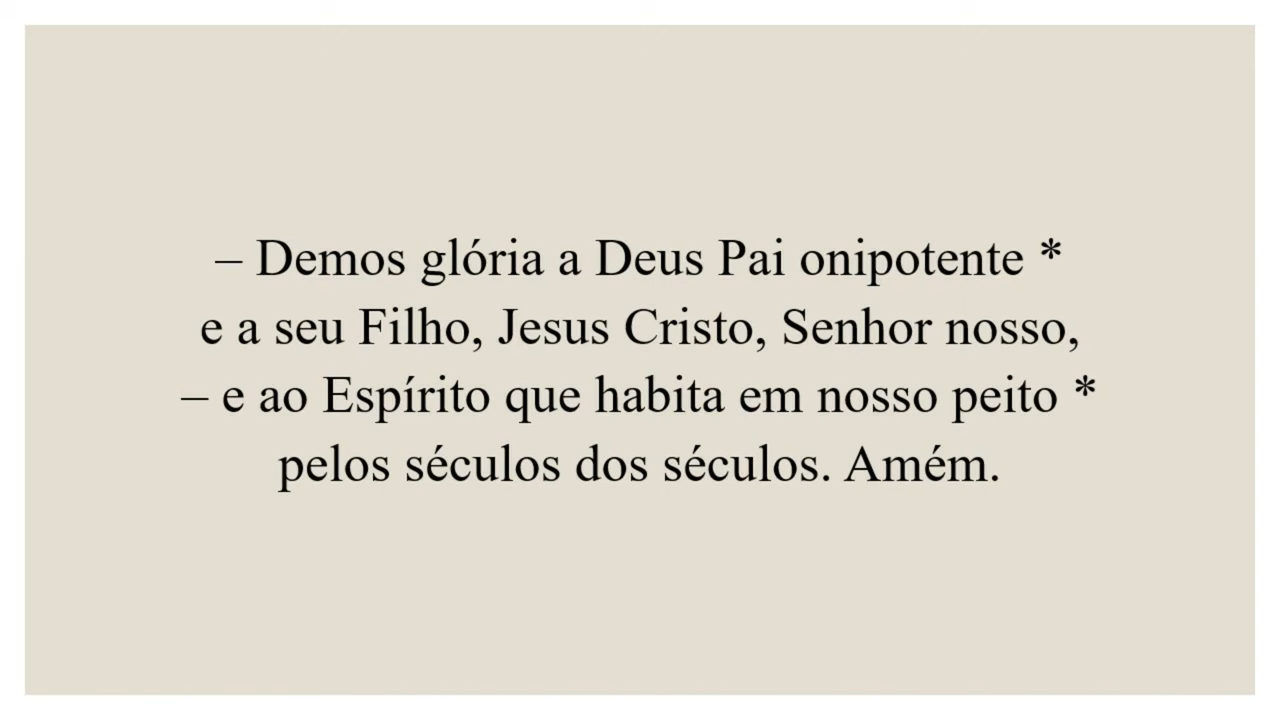 – Demos glória a Deus Pai onipotente *
e a seu Filho, Jesus Cristo, Senhor nosso,
– e ao Espírito que habita em nosso peito *
pelos séculos dos séculos. Amém.